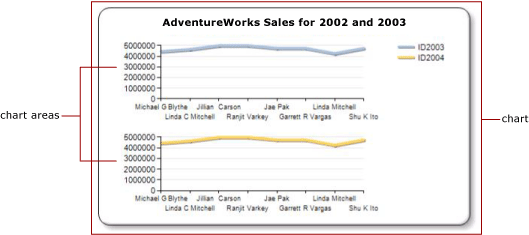 AdventureWorks Sales for 2002 and 2003
5000000
4000000
3000000
2000000
1000000
0
Michael G Blythe Jillian Carson Jae Pak Linda Mitchell
Linda C Mitchell Ranjit Varkey Garrett R Vargas Shu K Ito
ID2003
ID2004
chart areas
chart
5000000
4000000
3000000
2000000
1000000
0
Michael G Blythe Jillian Carson Jae Pak Linda Mitchell
Linda C Mitchell Ranjit Varkey Garrett R Vargas Shu K Ito